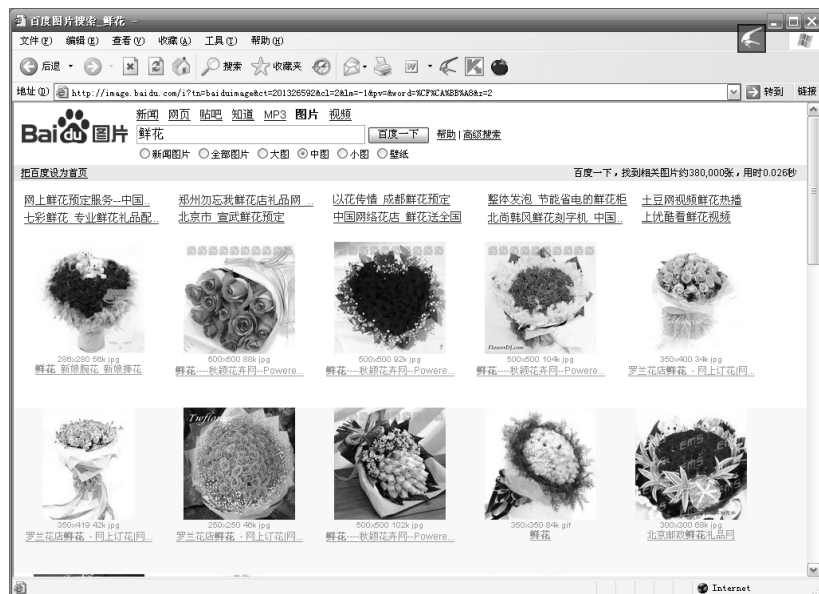 百度图片搜索_鲜花 -
文件(F) 编辑(E) 查看(V) 收藏(A) 工具(T) 帮助(H)
后退 搜索 收藏夹
地址(D) http://image.baidu.com/i?tn=baiduimage&ct=201326592&cl=2&lm=-1&pv=&word=%CF%CA%BB%A8&z=2 转到 链接
新闻 网页 贴吧 知道 MP3 图片 视频
Bai du 图片 鲜花 百度一下 帮助 | 高级搜索
新闻图片 全部图片 大图 中图 小图 壁纸
把百度设为首页 百度一下，找到相关图片约380,000张，用时0.026秒
网上鲜花预定服务--中国.. 郑州勿忘我鲜花店礼品网 .. 以花传情 成都鲜花预定 整体发泡 节能省电的鲜花柜 土豆网视频鲜花热播
七彩鲜花 专业鲜花礼品配.. 北京市 宣武鲜花预定 中国网络花店 鲜花送全国 北尚韩风鲜花刻字机 中国.. 上优酷看鲜花视频
FlowerDJ.com
286x280 56k jpg 500x500 88k jpg 500x500 92k jpg 500x500 104k jpg 350x400 34k jpg
鲜花 新娘腕花 新娘捧花 鲜花----秋颖花卉网--Powere... 鲜花----秋颖花卉网--Powere... 鲜花----秋颖花卉网--Powere... 罗兰花店鲜花 - 网上订花|网...
EMS
350x419 42k jpg 250x250 46k jpg 500x500 102k jpg 350x350 84k gif 300x300 68k jpg
罗兰花店鲜花 - 网上订花|网... 罗兰花店鲜花 - 网上订花|网... 鲜花----秋颖花卉网--Powere... 鲜花 北京邮政鲜花礼品网
Internet